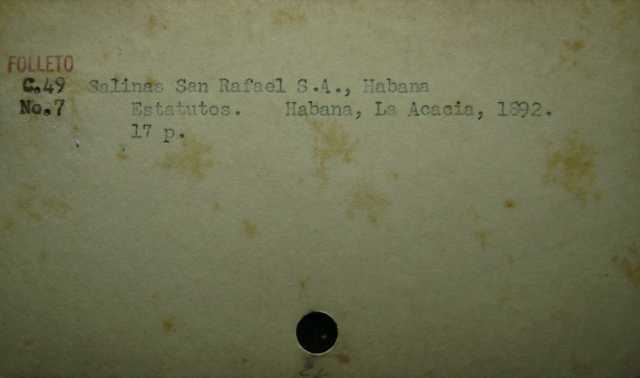 FOLLETO
C.49 Salinas San Rafael S.A., Habana
No.7 Estatutos. Habana, La Acacia, 1892.
17 p.